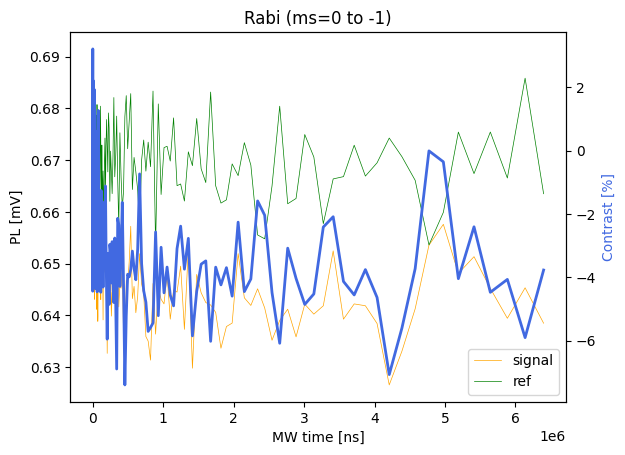 Rabi (ms=0 to -1)
0.69
0.68
0.67
0.66
0.65
0.64
0.63
PL [mV]
2
0
−2
−4
−6
Contrast [%]
signal
ref
0
1
2
3
4
5
6
1e6
MW time [ns]